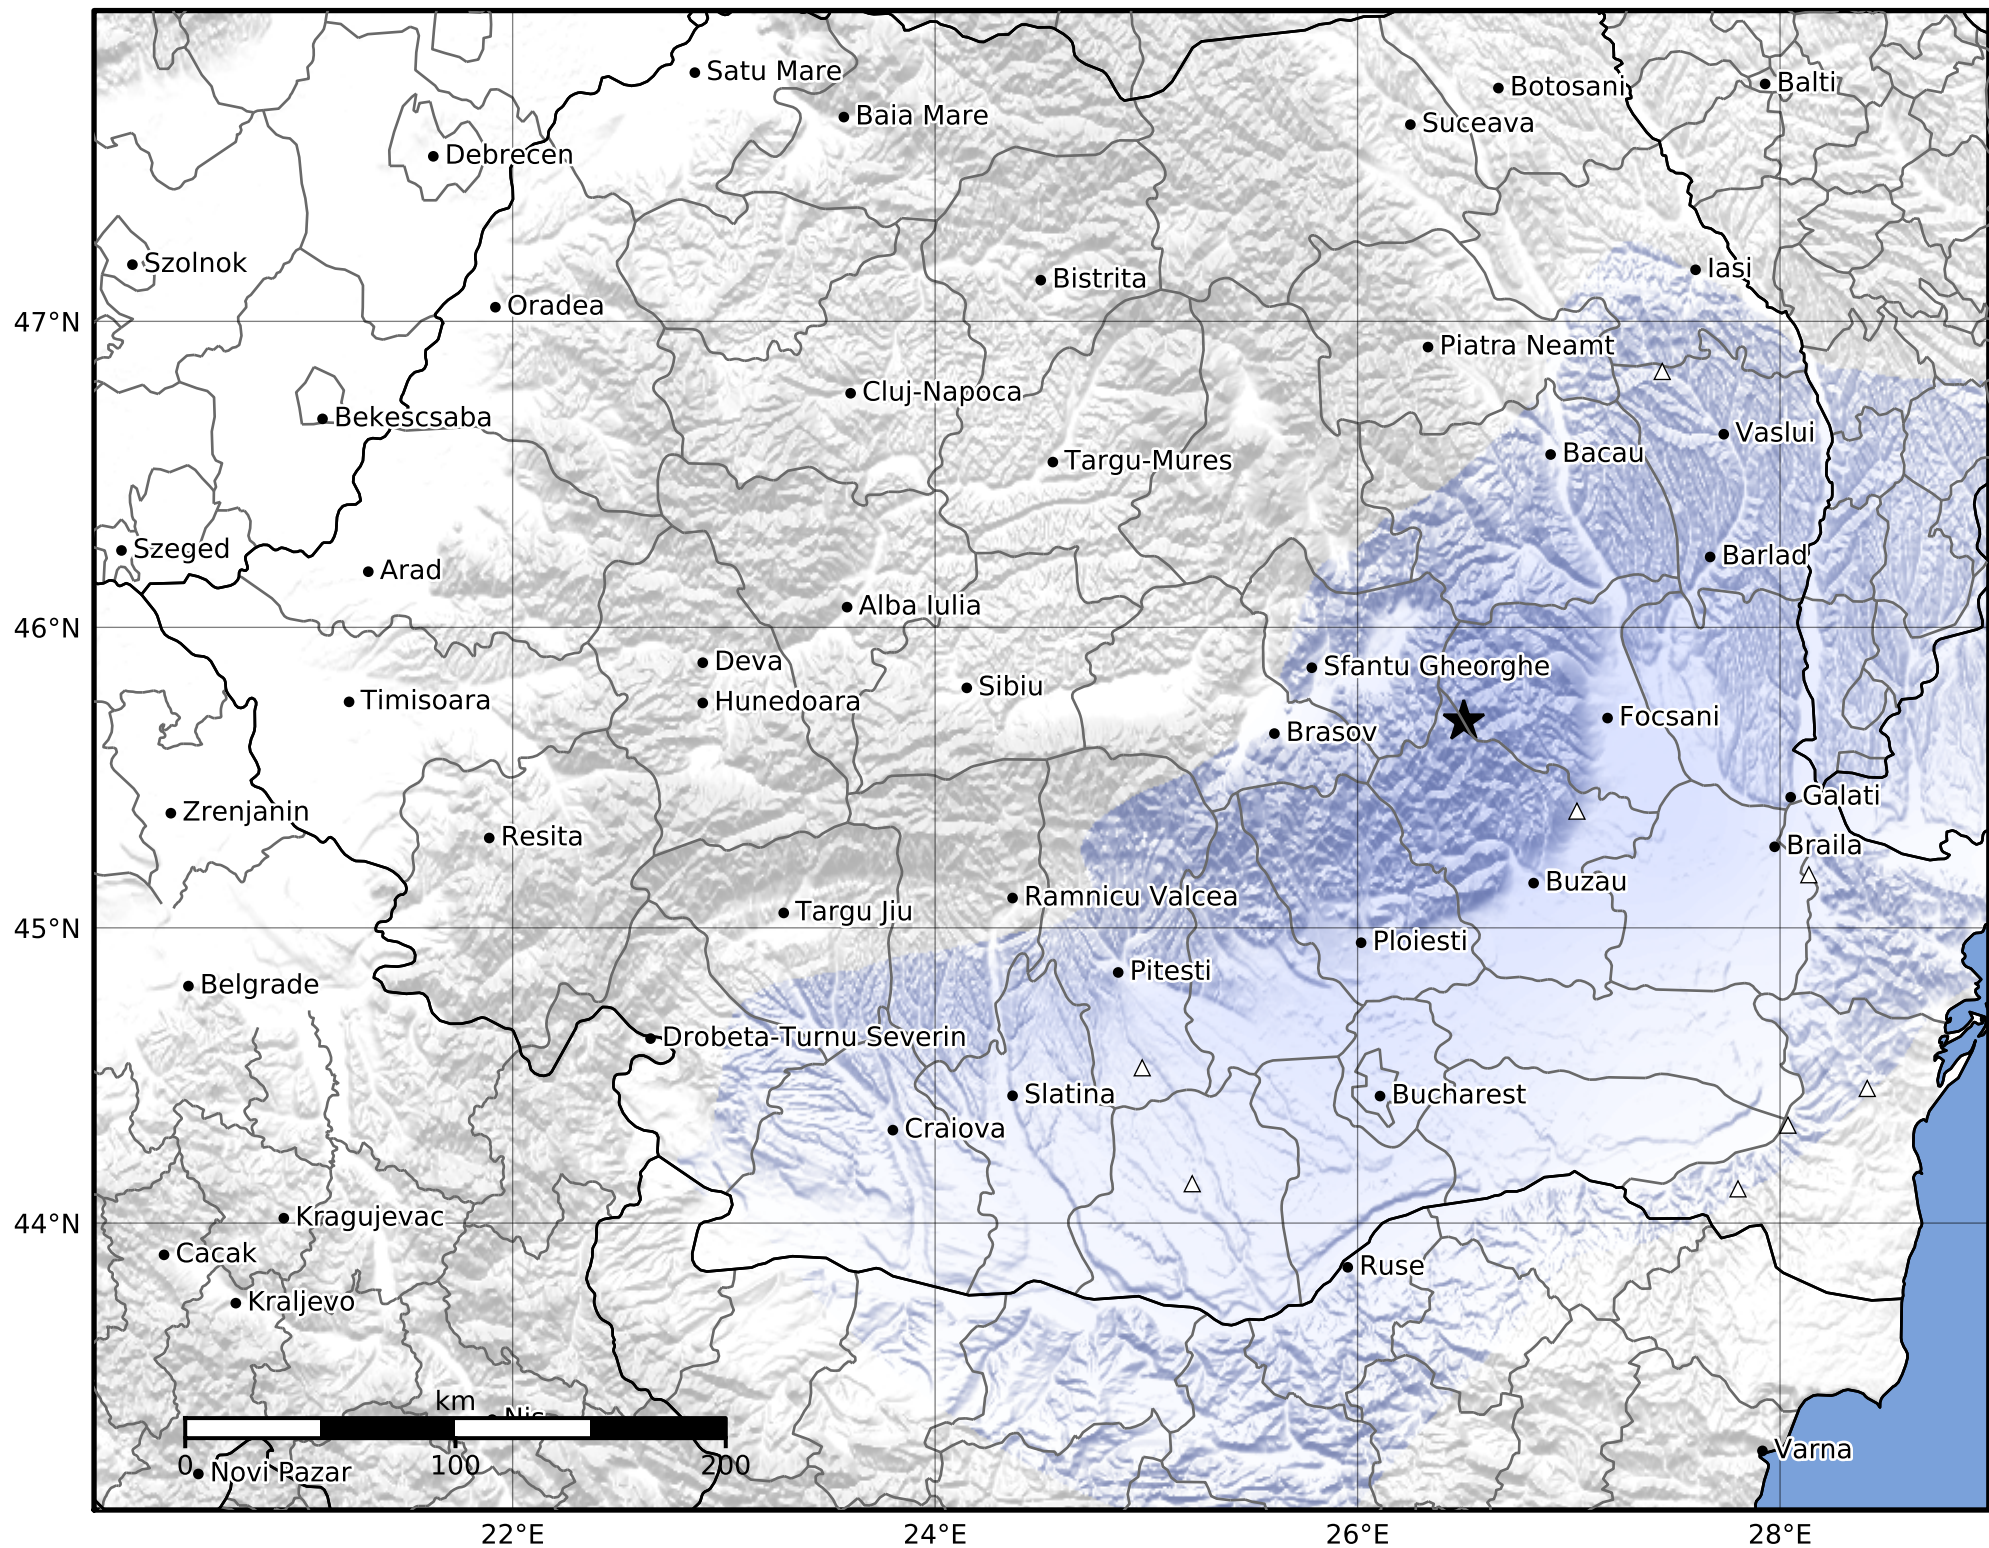 Satu Mare
Botosani
Balti
Baia Mare
Suceava
Debrecen
Szolnok
Iasi
Bistrita
Oradea
47°N
Piatra Neamt
Cluj-Napoca
Bekescsaba
Vaslui
Bacau
Targu-Mures
Szeged
Barlad
Arad
Alba Iulia
46°N
Deva
Sfantu Gheorghe
Sibiu
Timisoara
Hunedoara
Focsani
Brasov
Galati
Zrenjanin
Resita
Braila
Buzau
Ramnicu Valcea
Targu Jiu
45°N
Ploiesti
Pitesti
Belgrade
Drobeta-Turnu Severin
Slatina
Bucharest
Craiova
Kragujevac
44°N
Cacak
Ruse
Kraljevo
km
Nis
Varna
0 100 200
Novi Pazar
22°E 24°E 26°E 28°E